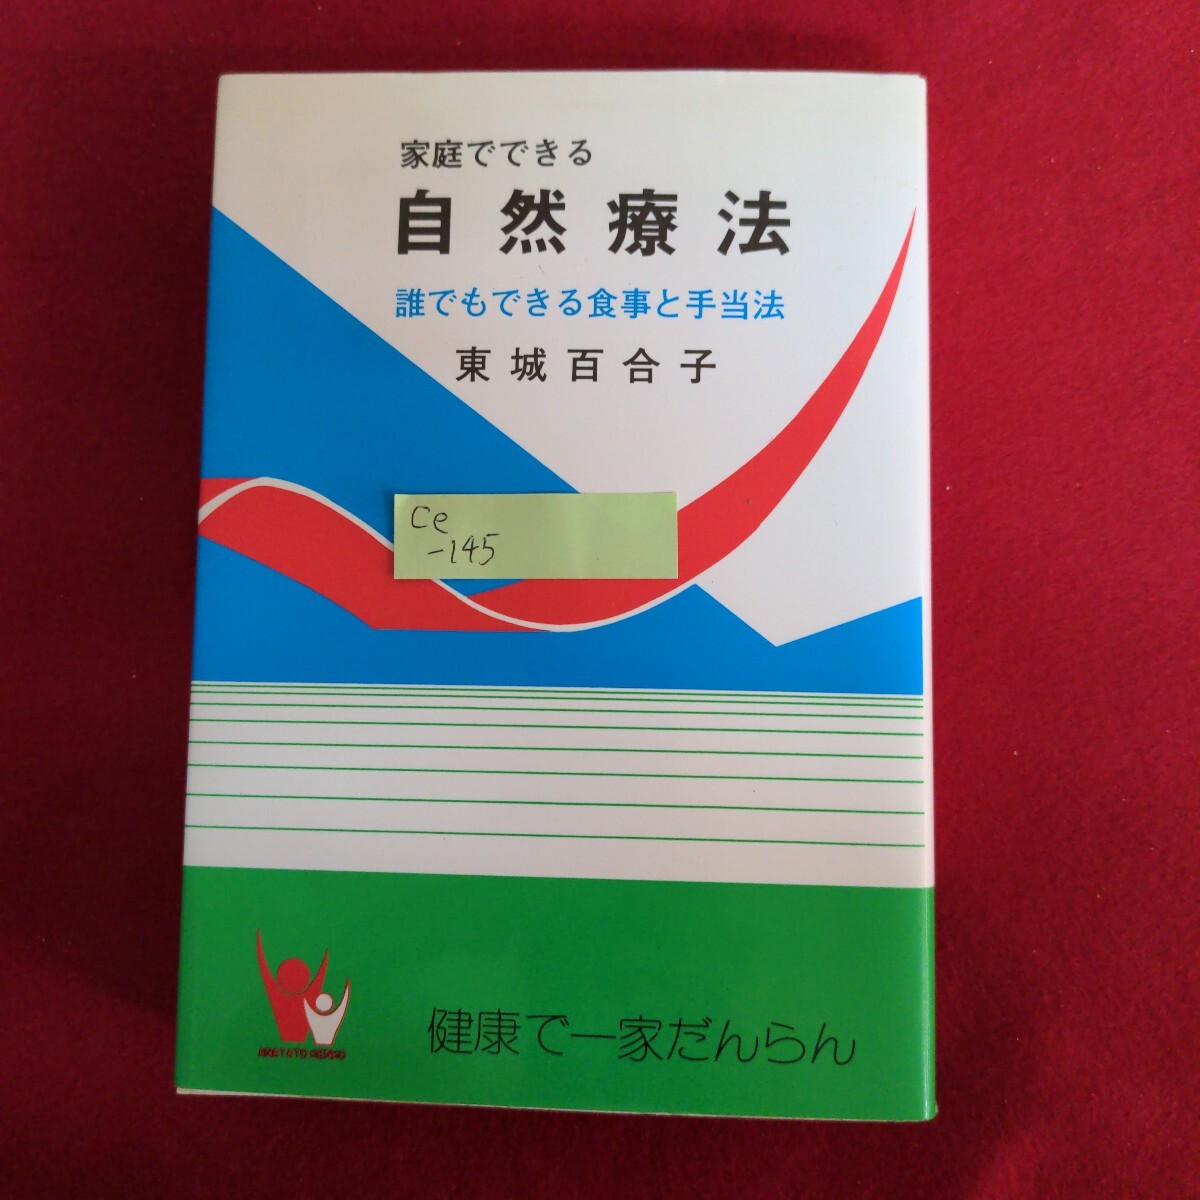 家庭でできる
自然療法
誰でもできる食事と手当法
東城百合子
Ce
-145
健康で一家だんらん